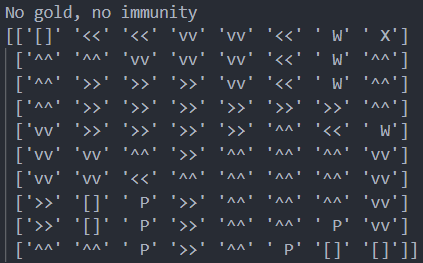 No gold, no immunity
[['[]' '<<' '<<' 'vv' 'vv' '<<' ' W' ' X']
['^^' '^^' 'vv' 'vv' 'vv' '<<' ' W' '^^']
['^^' '>>' '>>' '>>' 'vv' '<<' ' W' '^^']
['^^' '>>' '>>' '>>' '>>' '>>' '>>' '^^']
['vv' '>>' '>>' '>>' '>>' '^^' '<<' ' W']
['vv' 'vv' '^^' '>>' '^^' '^^' '^^' 'vv']
['vv' 'vv' '<<' '^^' '^^' '^^' '^^' 'vv']
['>>' '[]' ' P' '>>' '^^' '^^' '^^' 'vv']
['>>' '[]' ' P' '>>' '^^' '^^' ' P' 'vv']
['^^' '^^' ' P' '>>' '^^' ' P' '[]' '[]']]